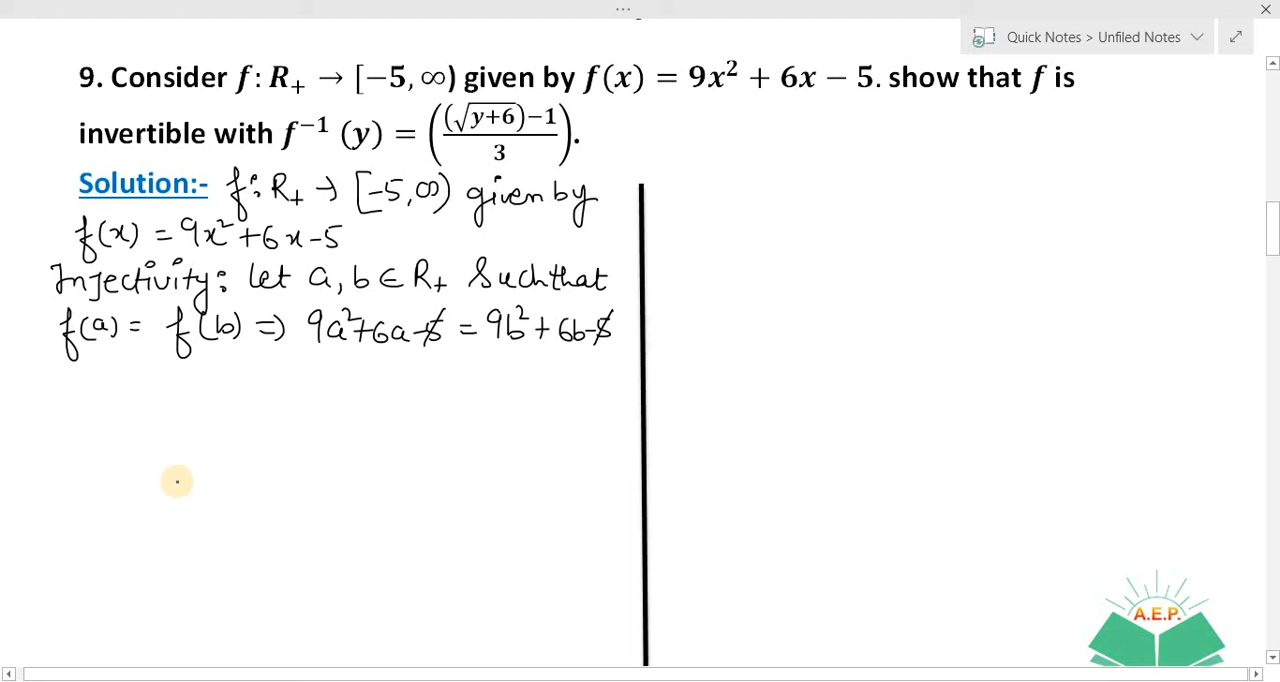 Quick Notes > Unfiled Notes
9. Consider f: R₊ → [−5, ∞) given by f(x) = 9x² + 6x − 5. show that f is
invertible with f⁻¹ (y) = (((√y+6)−1)/3).
Solution:- f: R₊ → [-5, ∞) given by
f(x) = 9x²+6x-5
Injectivity: let a, b ∈ R₊ Such that
f(a) = f(b) => 9a²+6a-5 = 9b²+6b-5
A.E.P.